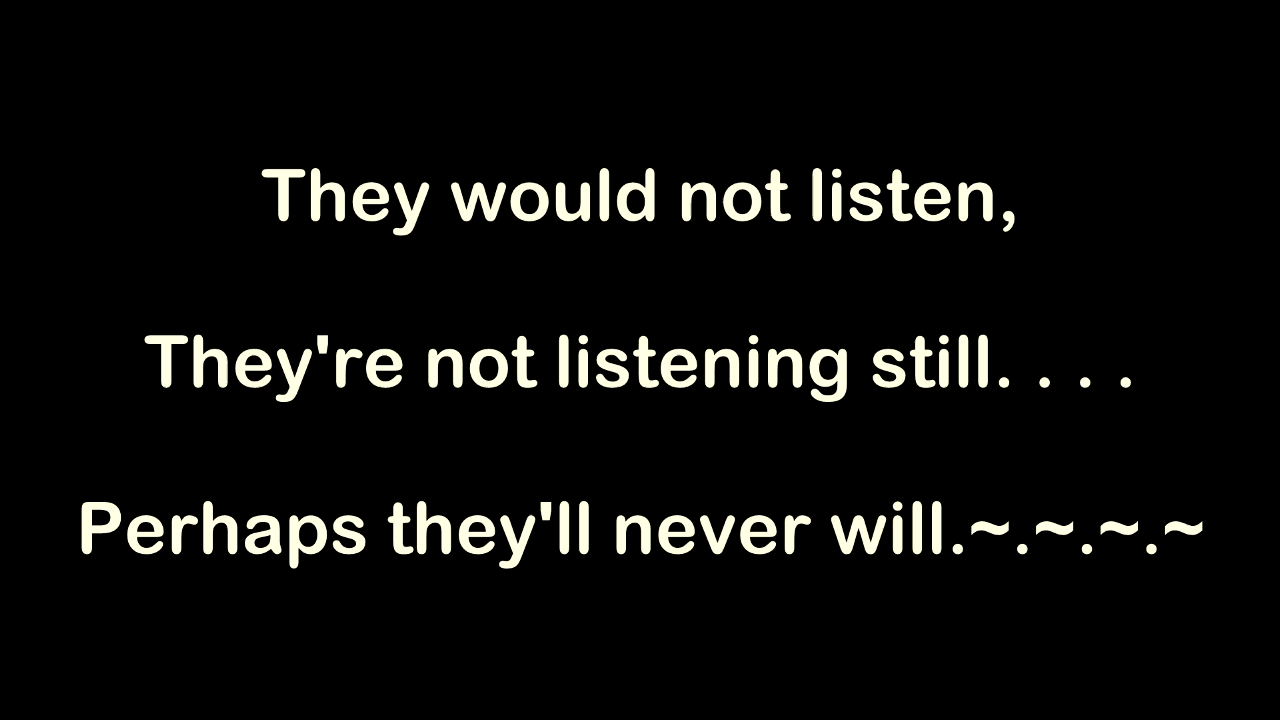 They would not listen,
They're not listening still. . . .
Perhaps they'll never will.~.~.~.~